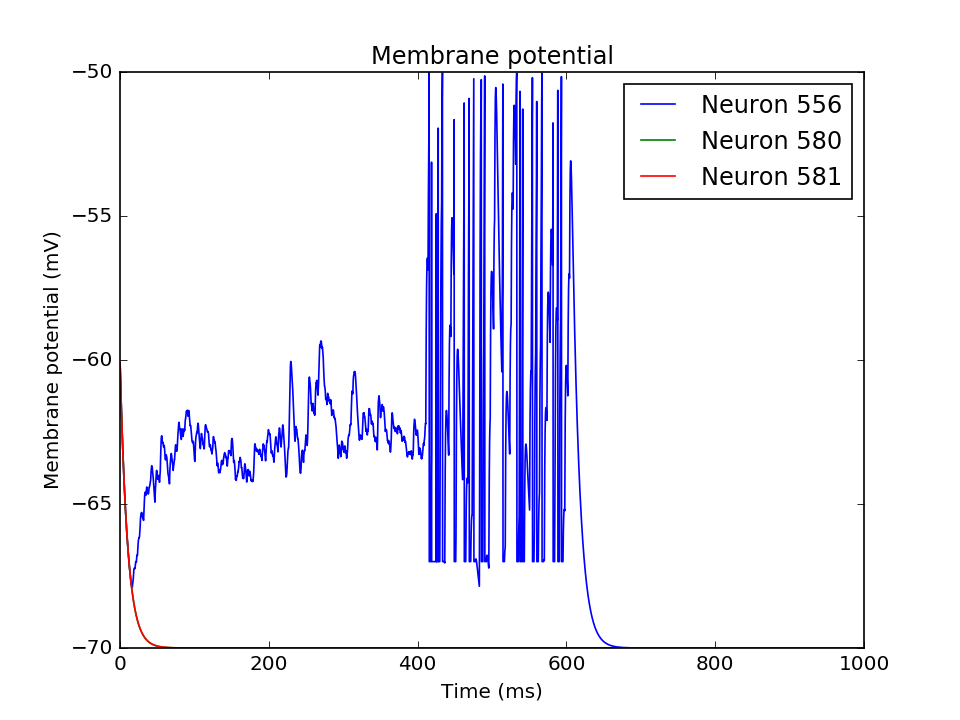 Membrane potential
Membrane potential (mV)
−50
−55
−60
−65
−70
Neuron 556
Neuron 580
Neuron 581
0
200
400
600
800
1000
Time (ms)